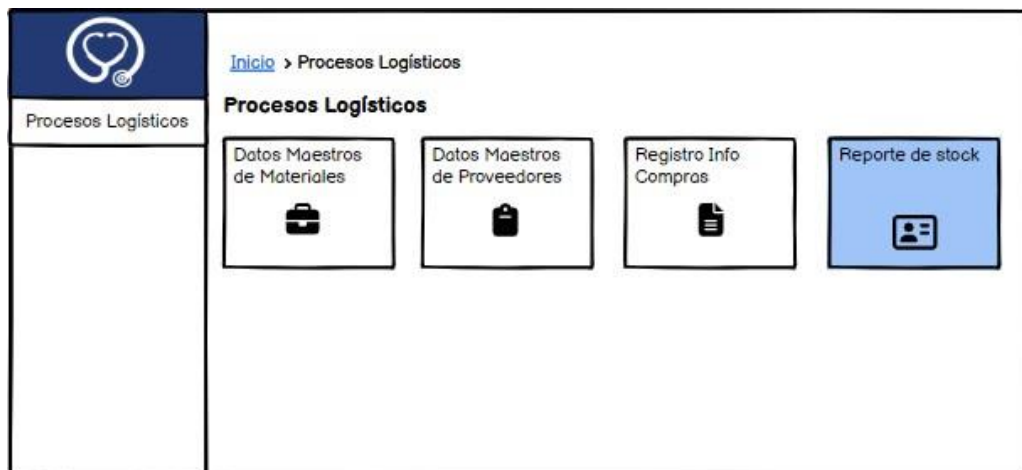 Inicio > Procesos Logísticos
Procesos Logísticos
Procesos Logísticos
Datos Maestros
de Materiales
Datos Maestros
de Proveedores
Registro Info
Compras
Reporte de stock